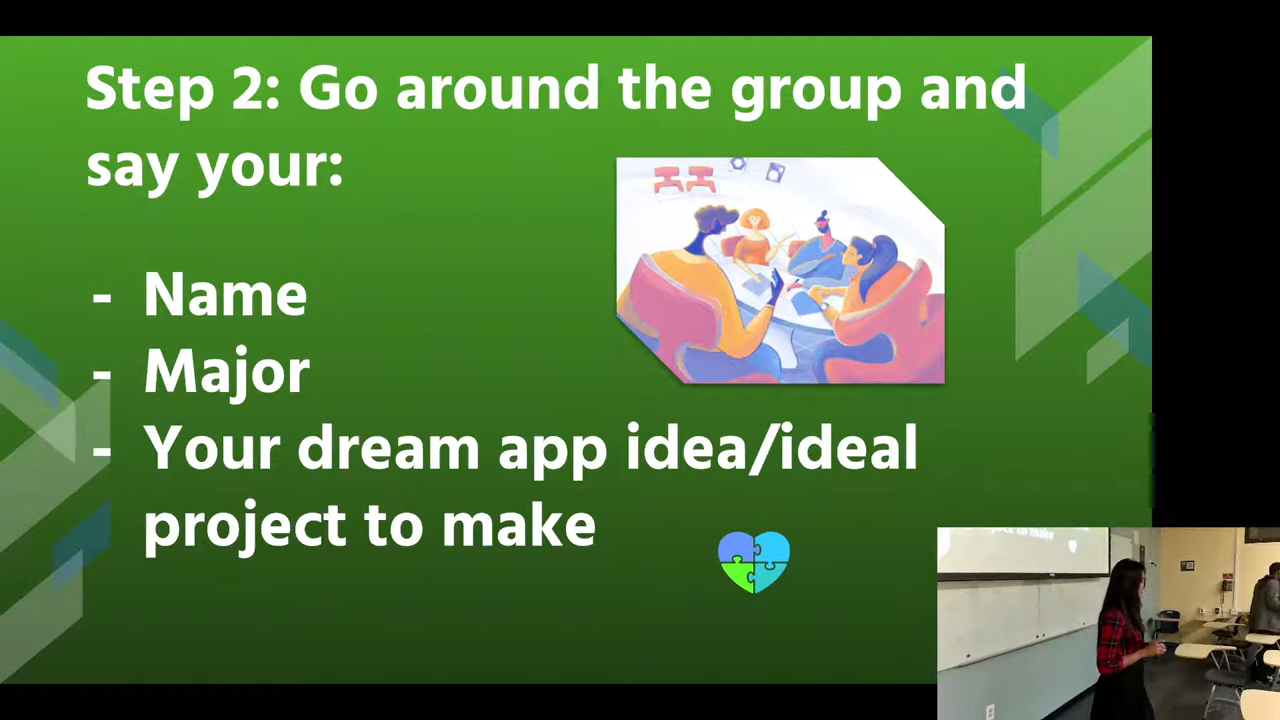 Step 2: Go around the group and
say your:
- Name
- Major
- Your dream app idea/ideal
project to make